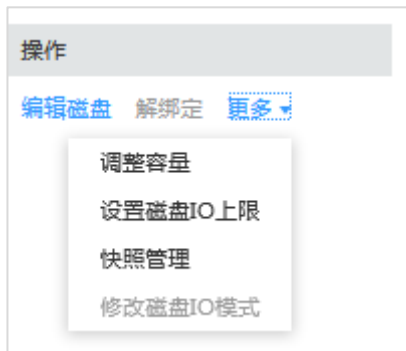 操作
编辑磁盘 解绑定 更多
调整容量
设置磁盘IO上限
快照管理
修改磁盘IO模式